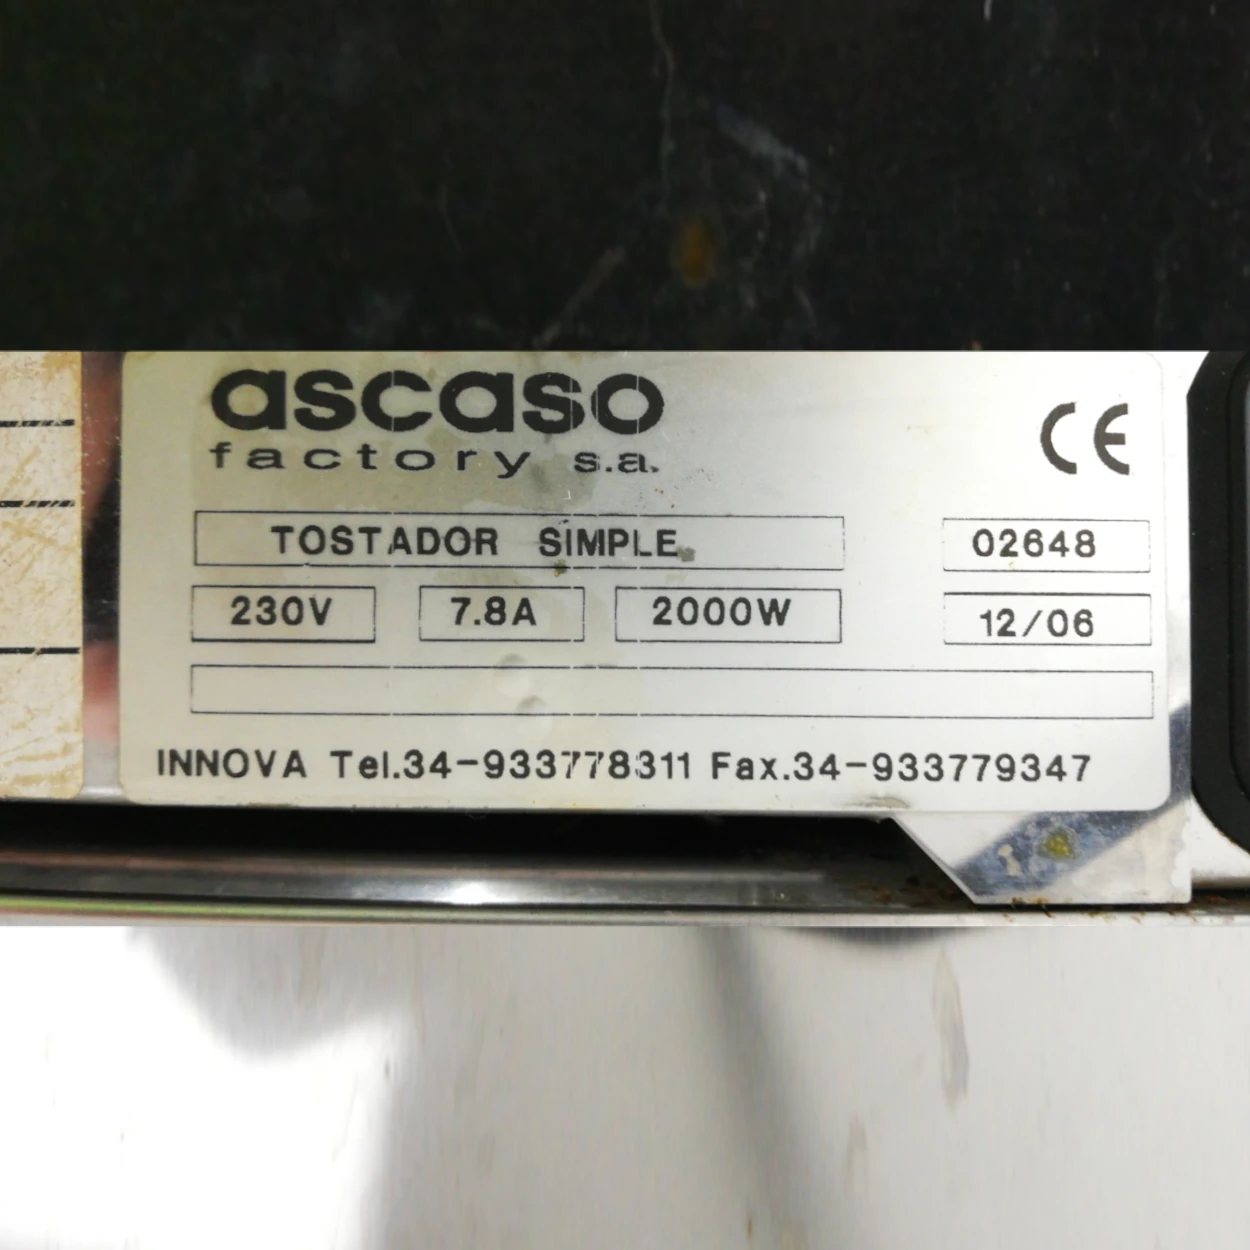 ascaso
factory s.a.
CE
TOSTADOR SIMPLE
02648
230V 7.8A 2000W
12/06
INNOVA Tel.34-933778311 Fax.34-933779347